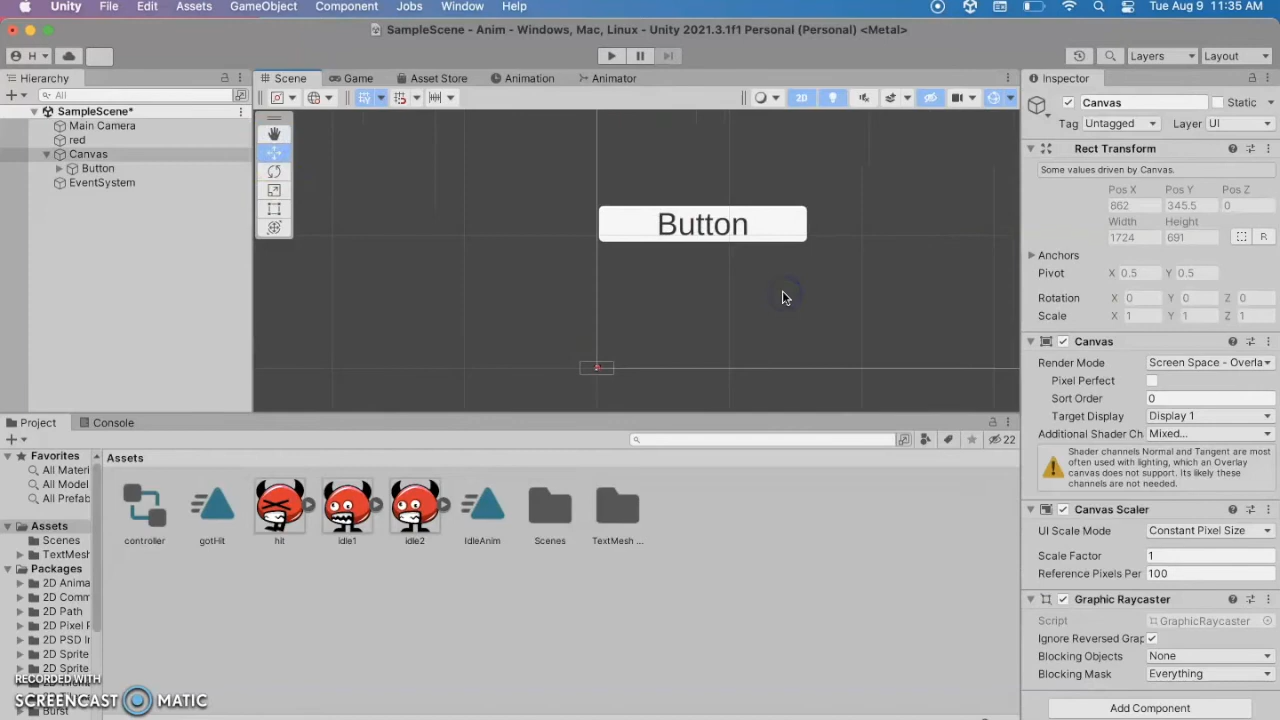 Unity File Edit Assets GameObject Component Jobs Window Help Tue Aug 9 11:35 AM
SampleScene - Anim - Windows, Mac, Linux - Unity 2021.3.1f1 Personal (Personal) <Metal>
H Layers Layout
Hierarchy
All
SampleScene*
Main Camera
red
Canvas
Button
EventSystem
Scene Game Asset Store Animation Animator
2D
Button
Inspector
Canvas Static
Tag Untagged Layer UI
Rect Transform
Some values driven by Canvas.
Pos X Pos Y Pos Z
862 345.5 0
Width Height
1724 691 R
Anchors
Pivot X 0.5 Y 0.5
Rotation X 0 Y 0 Z 0
Scale X 1 Y 1 Z 1
Canvas
Render Mode Screen Space - Overla
Pixel Perfect
Sort Order 0
Target Display Display 1
Additional Shader Ch Mixed...
Shader channels Normal and Tangent are most
often used with lighting, which an Overlay
canvas does not support. Its likely these
channels are not needed.
Canvas Scaler
UI Scale Mode Constant Pixel Size
Scale Factor 1
Reference Pixels Per 100
Graphic Raycaster
Script GraphicRaycaster
Ignore Reversed Grap
Blocking Objects None
Blocking Mask Everything
Add Component
Project Console
22
Favorites
All Materi
All Model
All Prefab
Assets
Scenes
TextMesh
Packages
2D Anima
2D Comm
2D Path
2D Pixel P
2D PSD In
2D Sprite
2D Sprite
Burst
Assets
controller gotHit hit idle1 idle2 IdleAnim Scenes TextMesh ...
RECORDED WITH
SCREENCAST MATIC